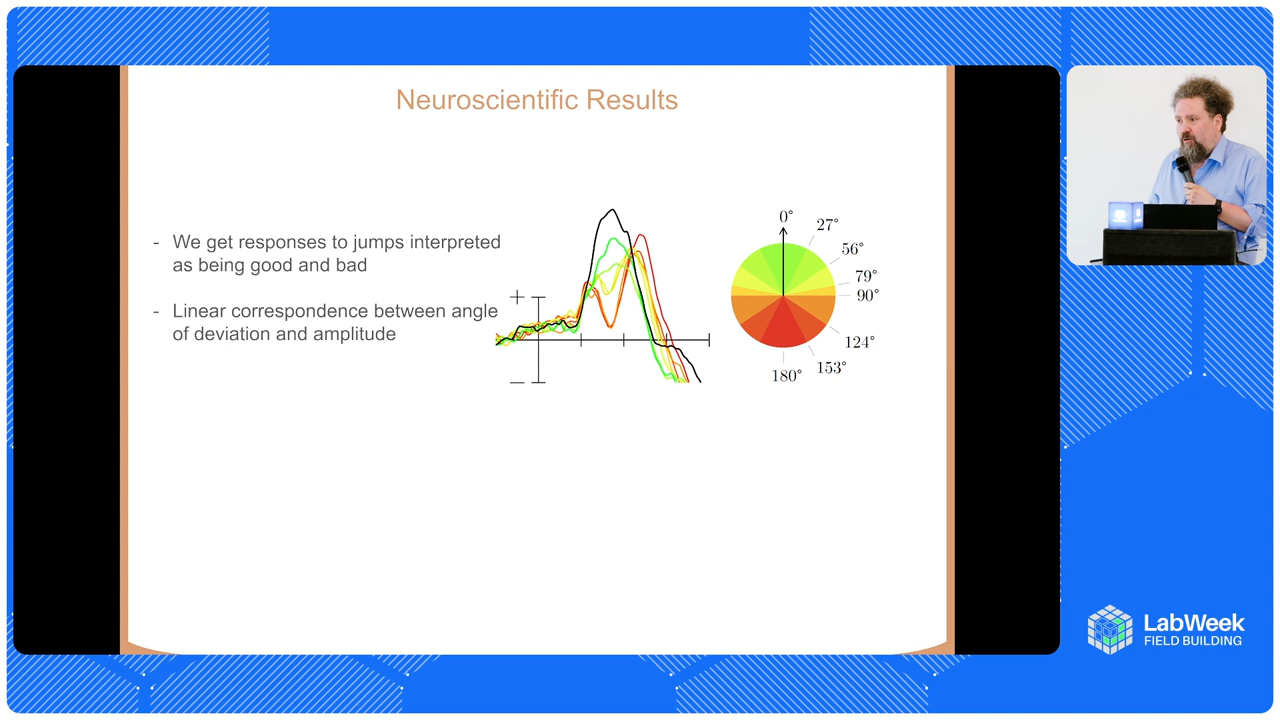 Neuroscientific Results
- We get responses to jumps interpreted
as being good and bad
- Linear correspondence between angle
of deviation and amplitude
+
—
0°
27°
56°
79°
90°
124°
153°
180°
LabWeek
FIELD BUILDING